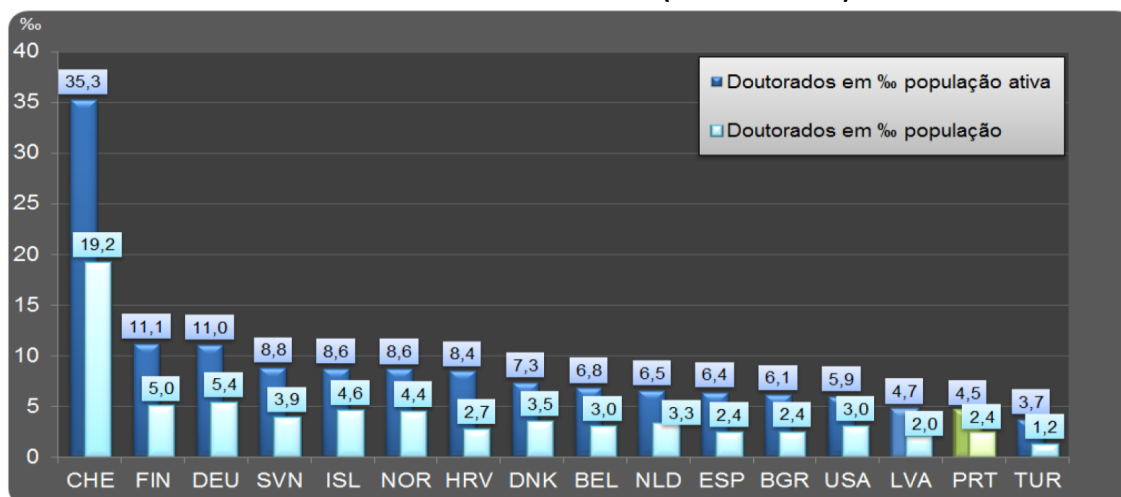 ‰
40
35
30
25
20
15
10
5
0
Doutorados em ‰ população ativa
Doutorados em ‰ população
35,3 11,1 11,0 8,8 8,6 8,6 8,4 7,3 6,8 6,5 6,4 6,1 5,9 4,7 4,5 3,7
19,2 5,0 5,4 3,9 4,6 4,4 2,7 3,5 3,0 3,3 2,4 2,4 3,0 2,0 2,4 1,2
CHE FIN DEU SVN ISL NOR HRV DNK BEL NLD ESP BGR USA LVA PRT TUR